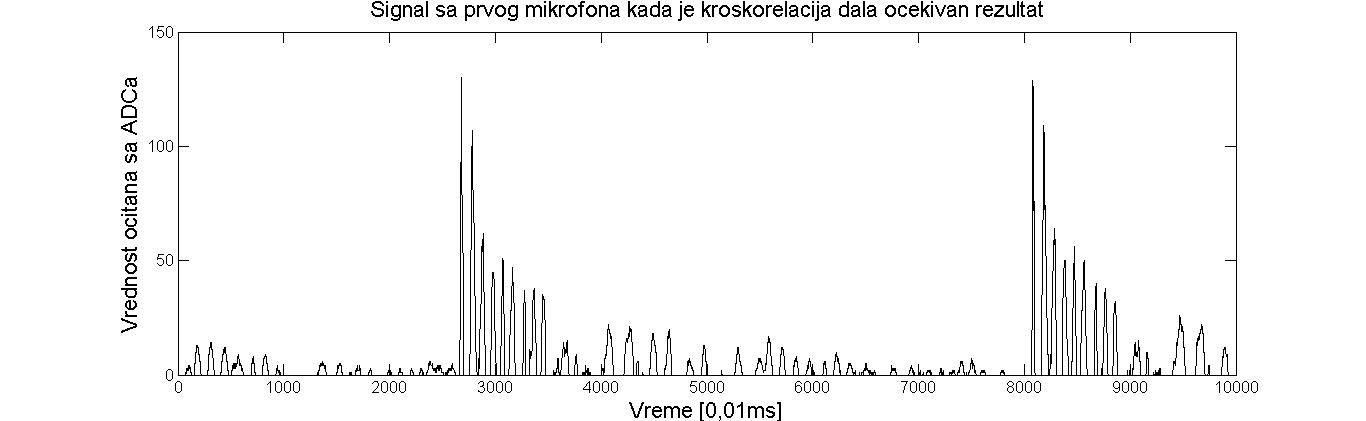 Signal sa prvog mikrofona kada je kroskorelacija dala ocekivan rezultat
Vrednost ocitana sa ADCa
150
100
50
0
0 1000 2000 3000 4000 5000 6000 7000 8000 9000 10000
Vreme [0,01ms]